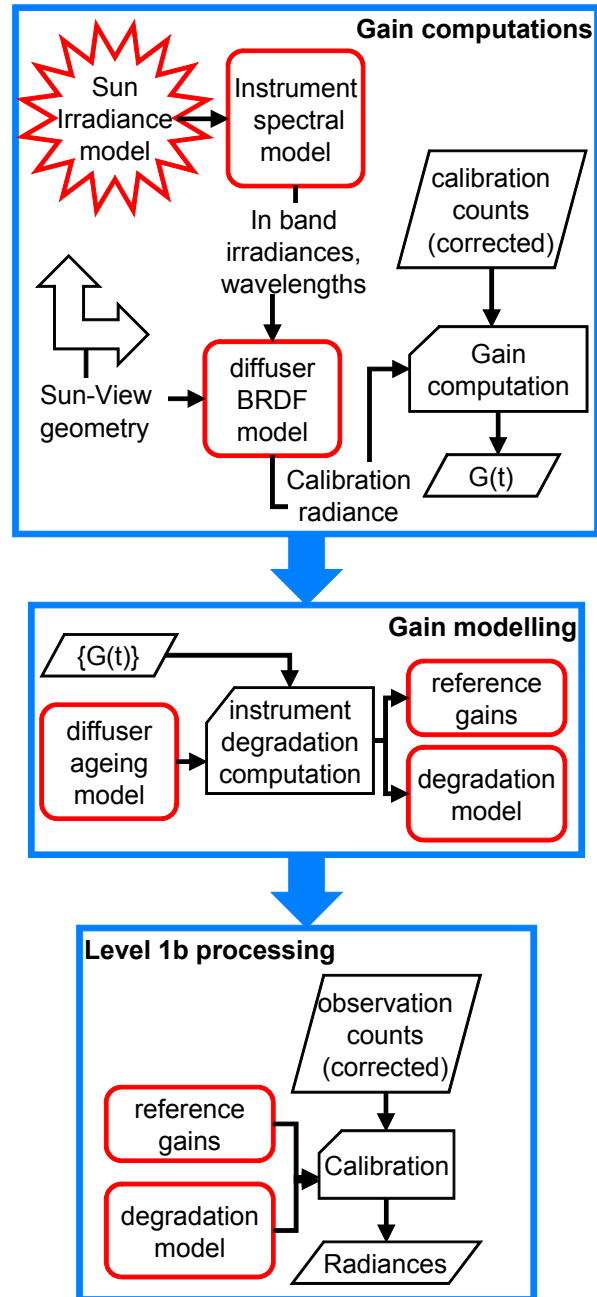 Gain computations
Sun
Irradiance
model
Instrument
spectral
model
calibration
counts
(corrected)
In band
irradiances,
wavelengths
Sun-View
geometry
diffuser
BRDF
model
Gain
computation
Calibration
radiance
G(t)
Gain modelling
{G(t)}
diffuser
ageing
model
instrument
degradation
computation
reference
gains
degradation
model
Level 1b processing
observation
counts
(corrected)
reference
gains
degradation
model
Calibration
Radiances